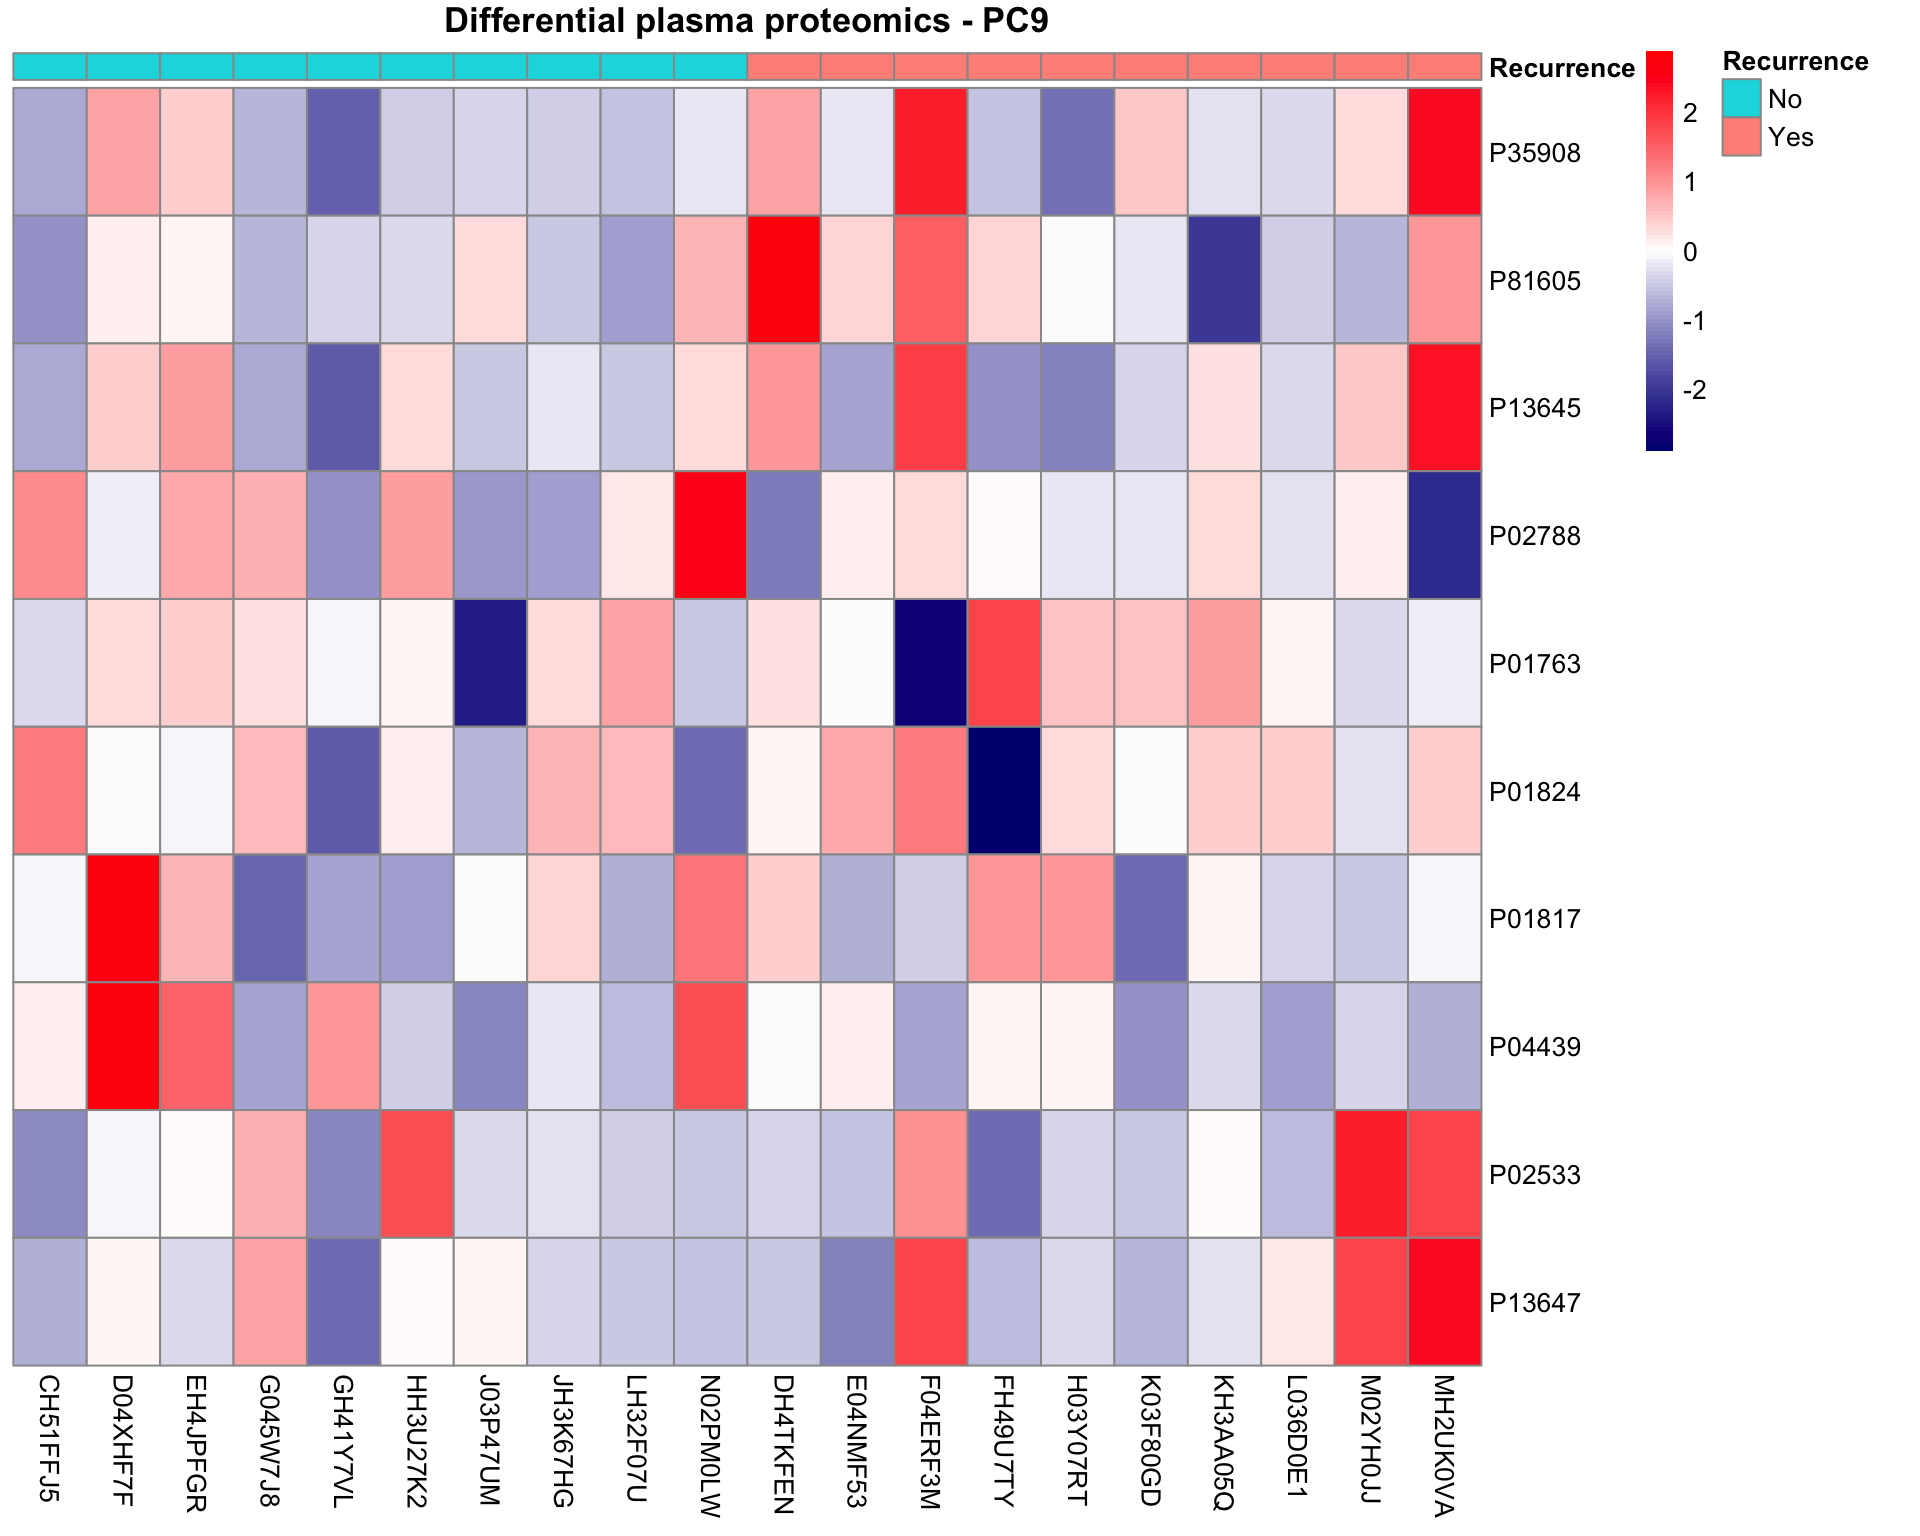 Differential plasma proteomics - PC9
Recurrence
P35908
P81605
P13645
P02788
P01763
P01824
P01817
P04439
P02533
P13647
2
1
0
-1
-2
Recurrence
No
Yes
CH51FFJ5
D04XHF7F
EH4JPFGR
G045W7J8
GH41Y7VL
HH3U27K2
J03P47UM
JH3K67HG
LH32F07U
N02PM0LW
DH4TKFEN
E04NMF53
F04ERF3M
FH49U7TY
H03Y07RT
K03F80GD
KH3AA05Q
L036D0E1
M02YH0JJ
MH2UK0VA